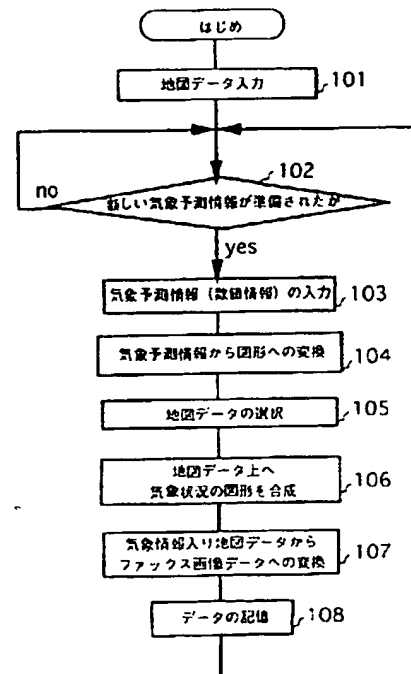 はじめ
地図データ入力 101
102
新しい気象予測情報が準備されたか
no
yes
気象予測情報（数値情報）の入力 103
気象予測情報から図形への変換 104
地図データの選択 105
地図データ上へ
気象状況の図形を合成 106
気象情報入り地図データから
ファックス画像データへの変換 107
データの記憶 108